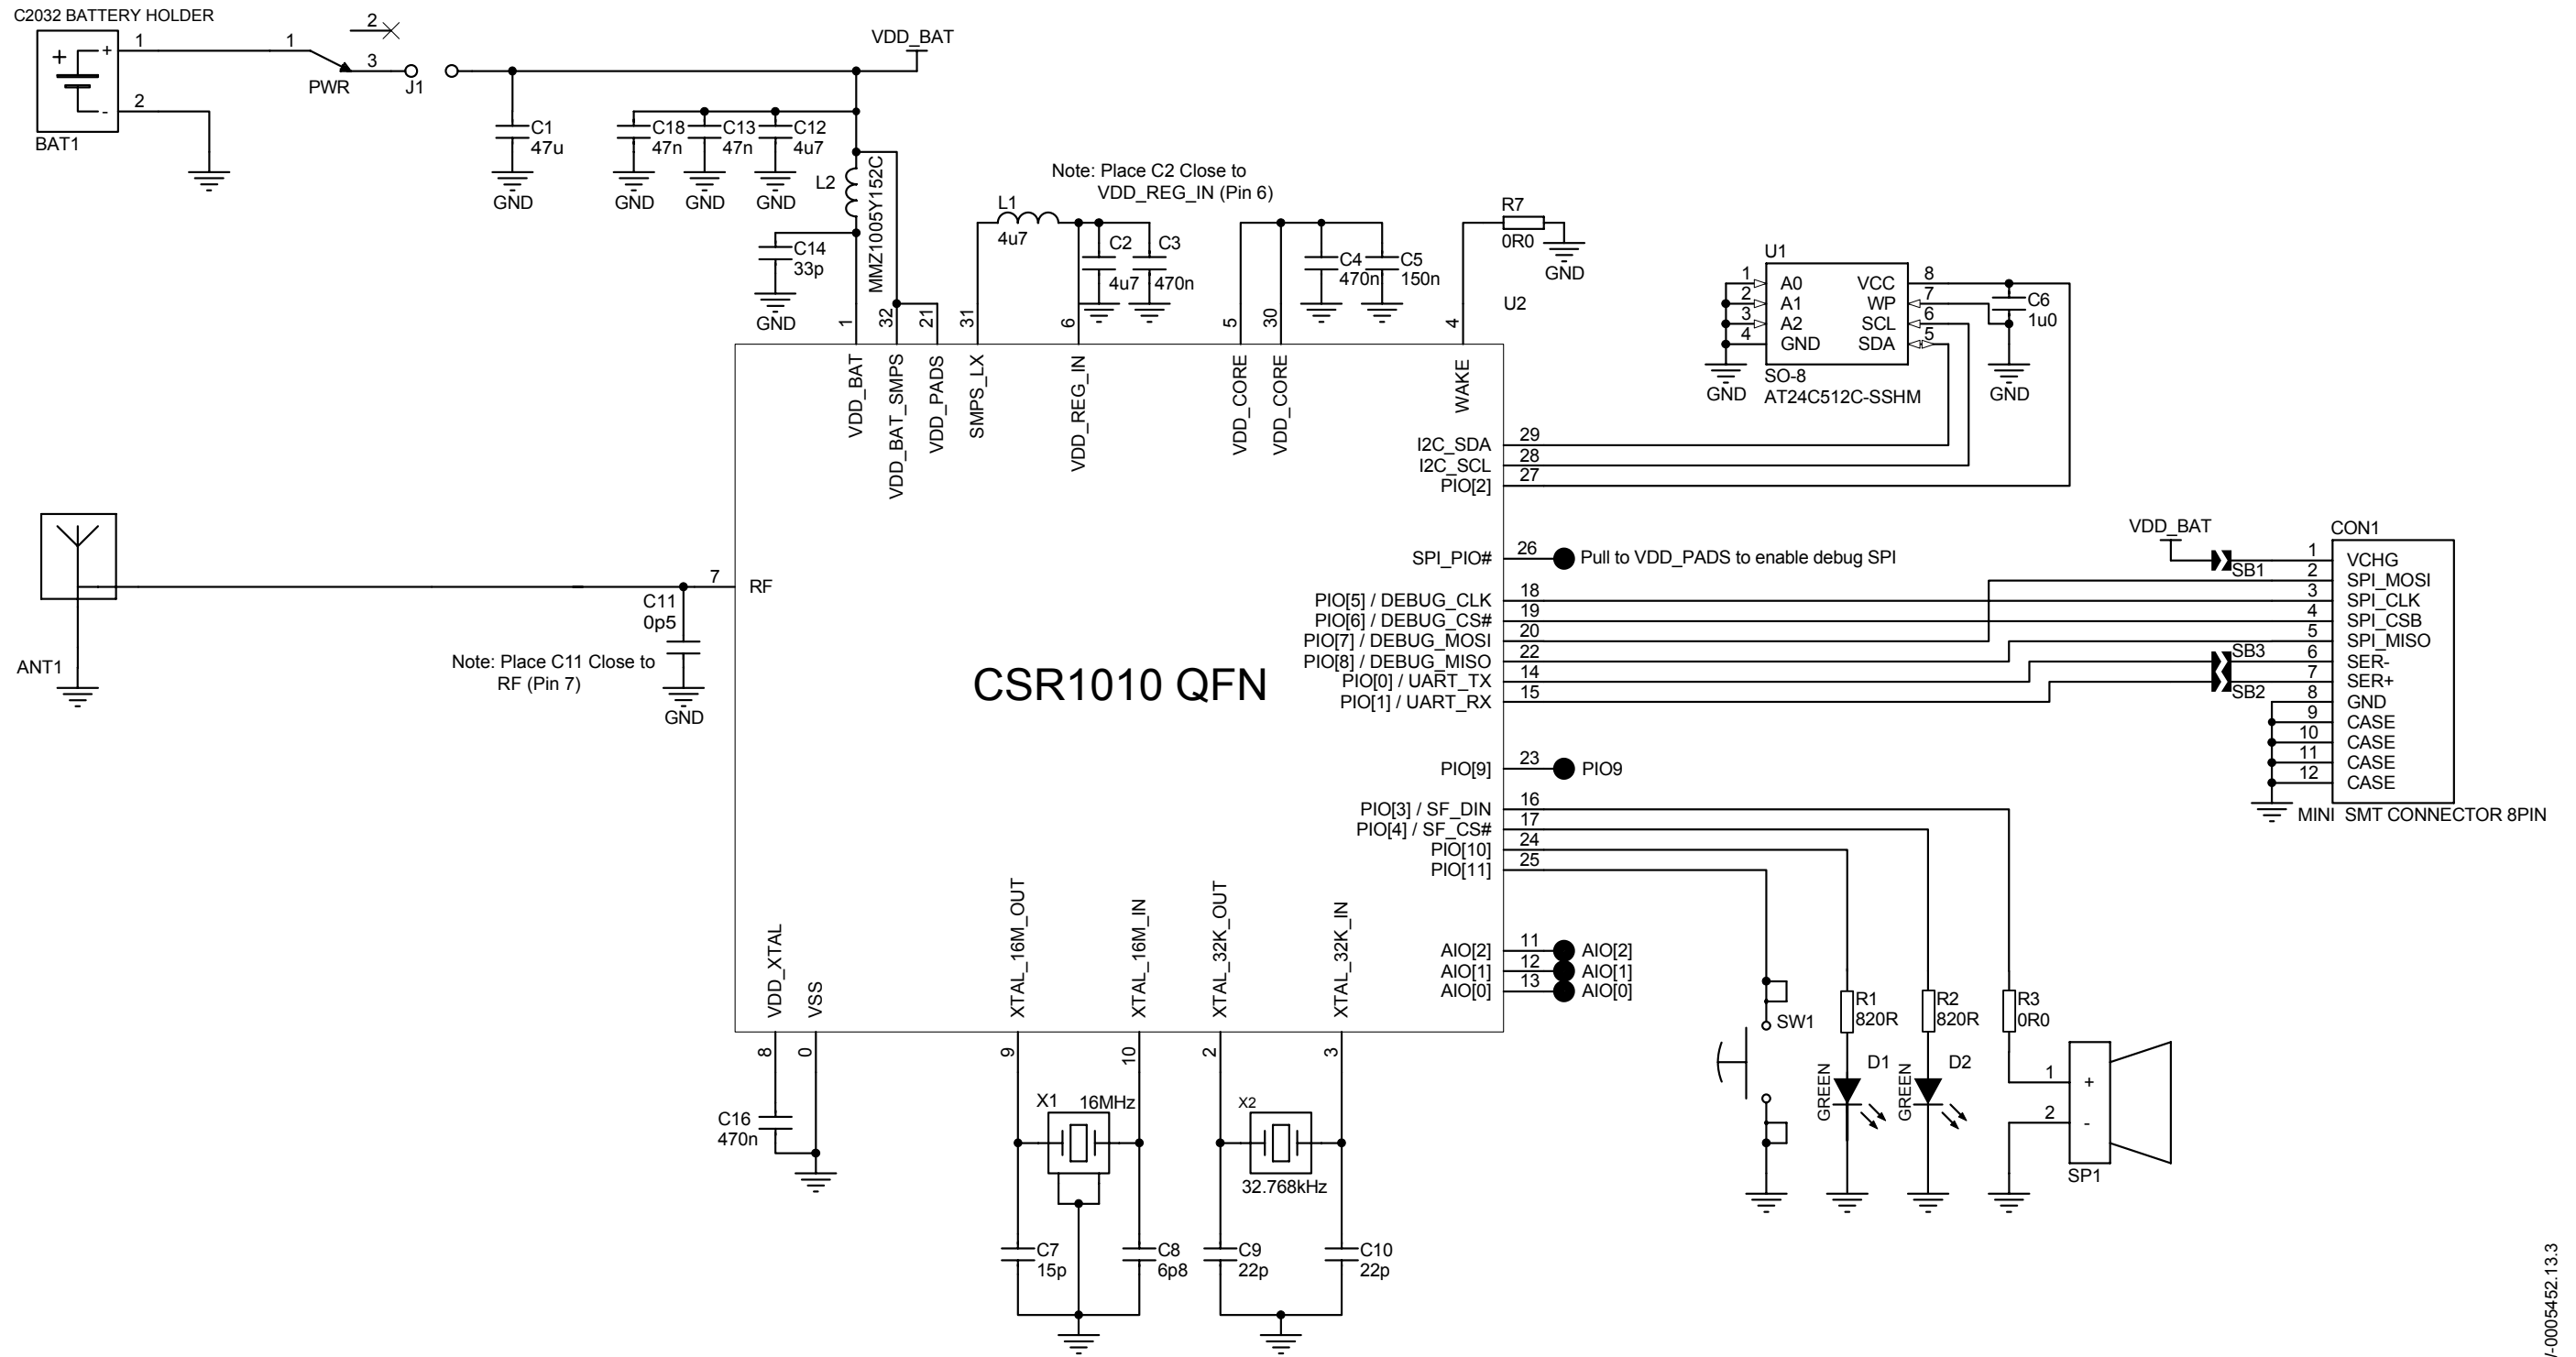 C2032 BATTERY HOLDER
+
+
-
1
2
BAT1
1
2
3
PWR
J1
VDD_BAT
C1
47u
GND
C18
47n
GND
C13
47n
GND
C12
4u7
GND
L2
MMZ1005Y152C
C14
33p
GND
Note: Place C2 Close to
VDD_REG_IN (Pin 6)
L1
4u7
C2
4u7
C3
470n
C4
470n
C5
150n
R7
0R0
GND
U2
U1
1
2
3
4
A0
A1
A2
GND
VCC
WP
SCL
SDA
8
7
6
5
SO-8
AT24C512C-SSHM
GND
C6
1u0
GND
1
32
21
31
6
5
30
4
VDD_BAT
VDD_BAT_SMPS
VDD_PADS
SMPS_LX
VDD_REG_IN
VDD_CORE
VDD_CORE
WAKE
I2C_SDA 29
I2C_SCL 28
PIO[2] 27
SPI_PIO# 26 Pull to VDD_PADS to enable debug SPI
PIO[5] / DEBUG_CLK 18
PIO[6] / DEBUG_CS# 19
PIO[7] / DEBUG_MOSI 20
PIO[8] / DEBUG_MISO 22
PIO[0] / UART_TX 14
PIO[1] / UART_RX 15
PIO[9] 23 PIO9
PIO[3] / SF_DIN 16
PIO[4] / SF_CS# 17
PIO[10] 24
PIO[11] 25
AIO[2] 11 AIO[2]
AIO[1] 12 AIO[1]
AIO[0] 13 AIO[0]
VDD_BAT
SB1
SB3
SB2
CON1
1 VCHG
2 SPI_MOSI
3 SPI_CLK
4 SPI_CSB
5 SPI_MISO
6 SER-
7 SER+
8 GND
9 CASE
10 CASE
11 CASE
12 CASE
MINI SMT CONNECTOR 8PIN
ANT1
7 RF
C11
0p5
Note: Place C11 Close to
RF (Pin 7)
GND
CSR1010 QFN
VDD_XTAL
VSS
XTAL_16M_OUT
XTAL_16M_IN
XTAL_32K_OUT
XTAL_32K_IN
8
0
9
10
2
3
C16
470n
X1
16MHz
C7
15p
C8
6p8
X2
32.768kHz
C9
22p
C10
22p
SW1
R1
820R
GREEN
D1
R2
820R
GREEN
D2
R3
0R0
1
2
+
-
SP1
/-0005452.13.3